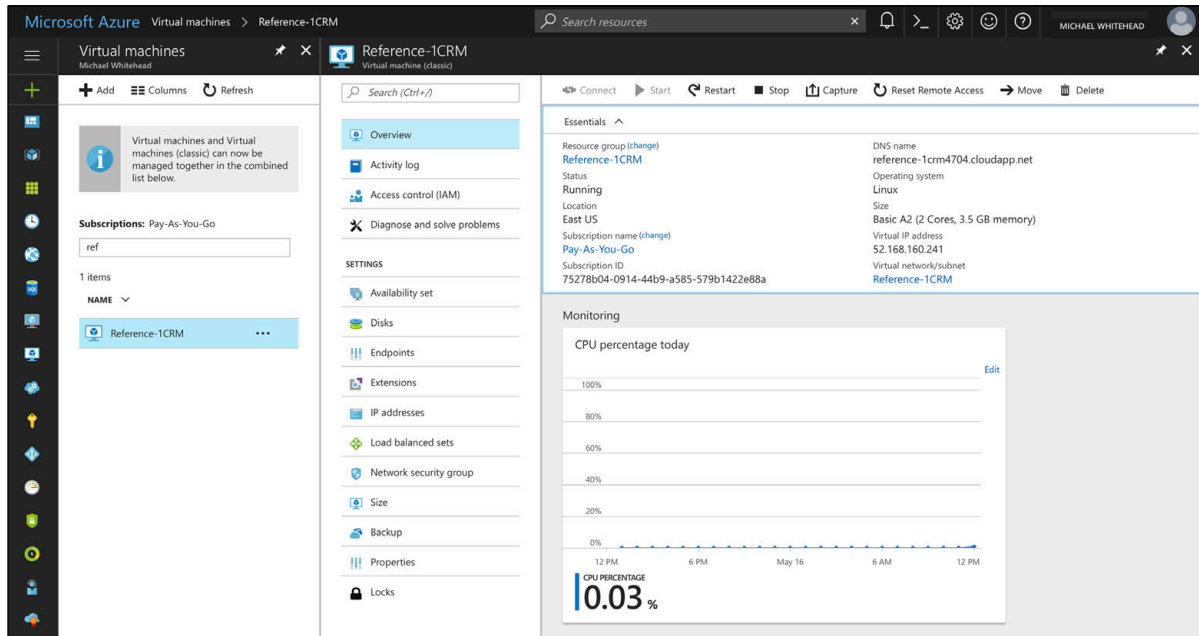 Microsoft Azure Virtual machines > Reference-1CRM
Search resources
MICHAEL WHITEHEAD
Virtual machines
Michael Whitehead
Add Columns Refresh
Virtual machines and Virtual
machines (classic) can now be
managed together in the combined
list below.
Subscriptions: Pay-As-You-Go
ref
1 items
NAME
Reference-1CRM
Reference-1CRM
Virtual machine (classic)
Search (Ctrl+/)
Overview
Activity log
Access control (IAM)
Diagnose and solve problems
SETTINGS
Availability set
Disks
Endpoints
Extensions
IP addresses
Load balanced sets
Network security group
Size
Backup
Properties
Locks
Connect Start Restart Stop Capture Reset Remote Access Move Delete
Essentials
Resource group (change)
Reference-1CRM
Status
Running
Location
East US
Subscription name (change)
Pay-As-You-Go
Subscription ID
75278b04-0914-44b9-a585-579b1422e88a
DNS name
reference-1crm4704.cloudapp.net
Operating system
Linux
Size
Basic A2 (2 Cores, 3.5 GB memory)
Virtual IP address
52.168.160.241
Virtual network/subnet
Reference-1CRM
Monitoring
CPU percentage today
Edit
100%
80%
60%
40%
20%
0%
12 PM 6 PM May 16 6 AM 12 PM
CPU PERCENTAGE
0.03 %